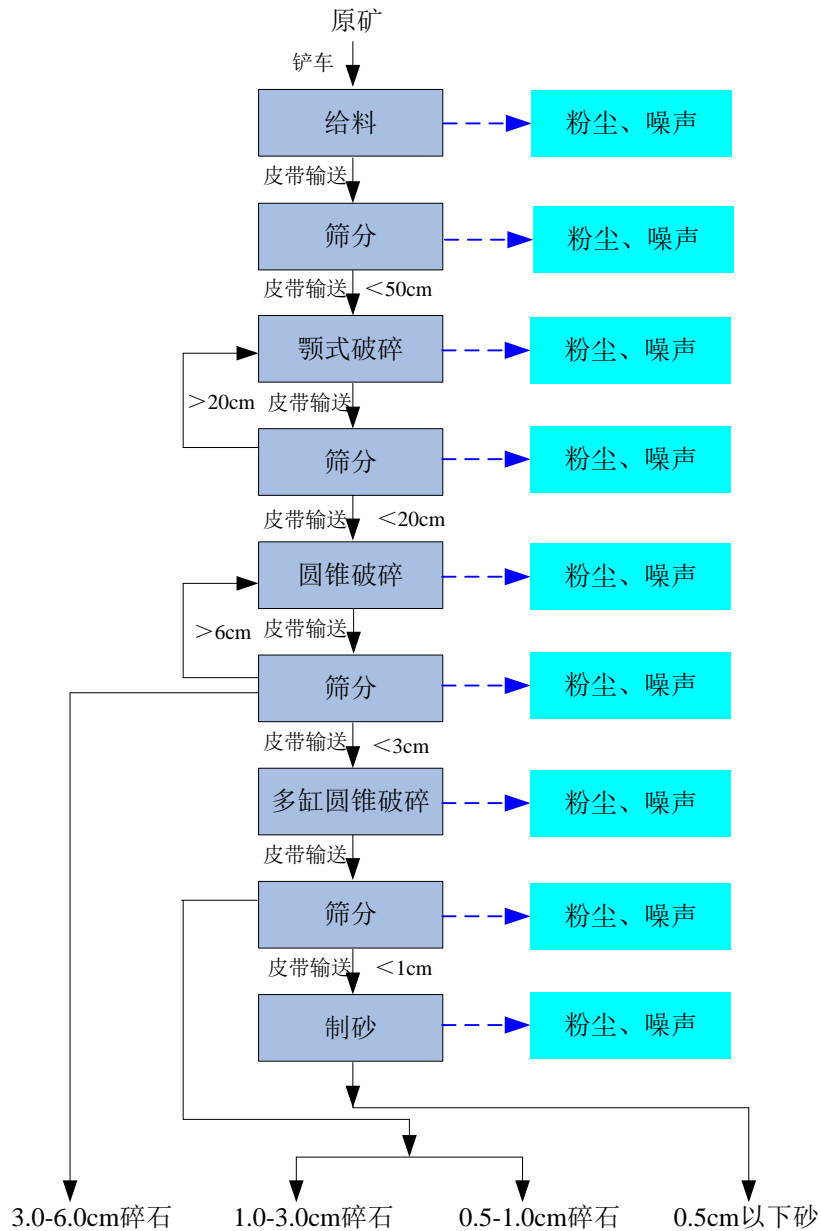 原矿
铲车
给料
粉尘、噪声
皮带输送
筛分
粉尘、噪声
皮带输送
＜50cm
颚式破碎
粉尘、噪声
＞20cm
皮带输送
筛分
粉尘、噪声
皮带输送
＜20cm
圆锥破碎
粉尘、噪声
＞6cm
皮带输送
筛分
粉尘、噪声
皮带输送
＜3cm
多缸圆锥破碎
粉尘、噪声
皮带输送
筛分
粉尘、噪声
皮带输送
＜1cm
制砂
粉尘、噪声
3.0-6.0cm碎石
1.0-3.0cm碎石
0.5-1.0cm碎石
0.5cm以下砂